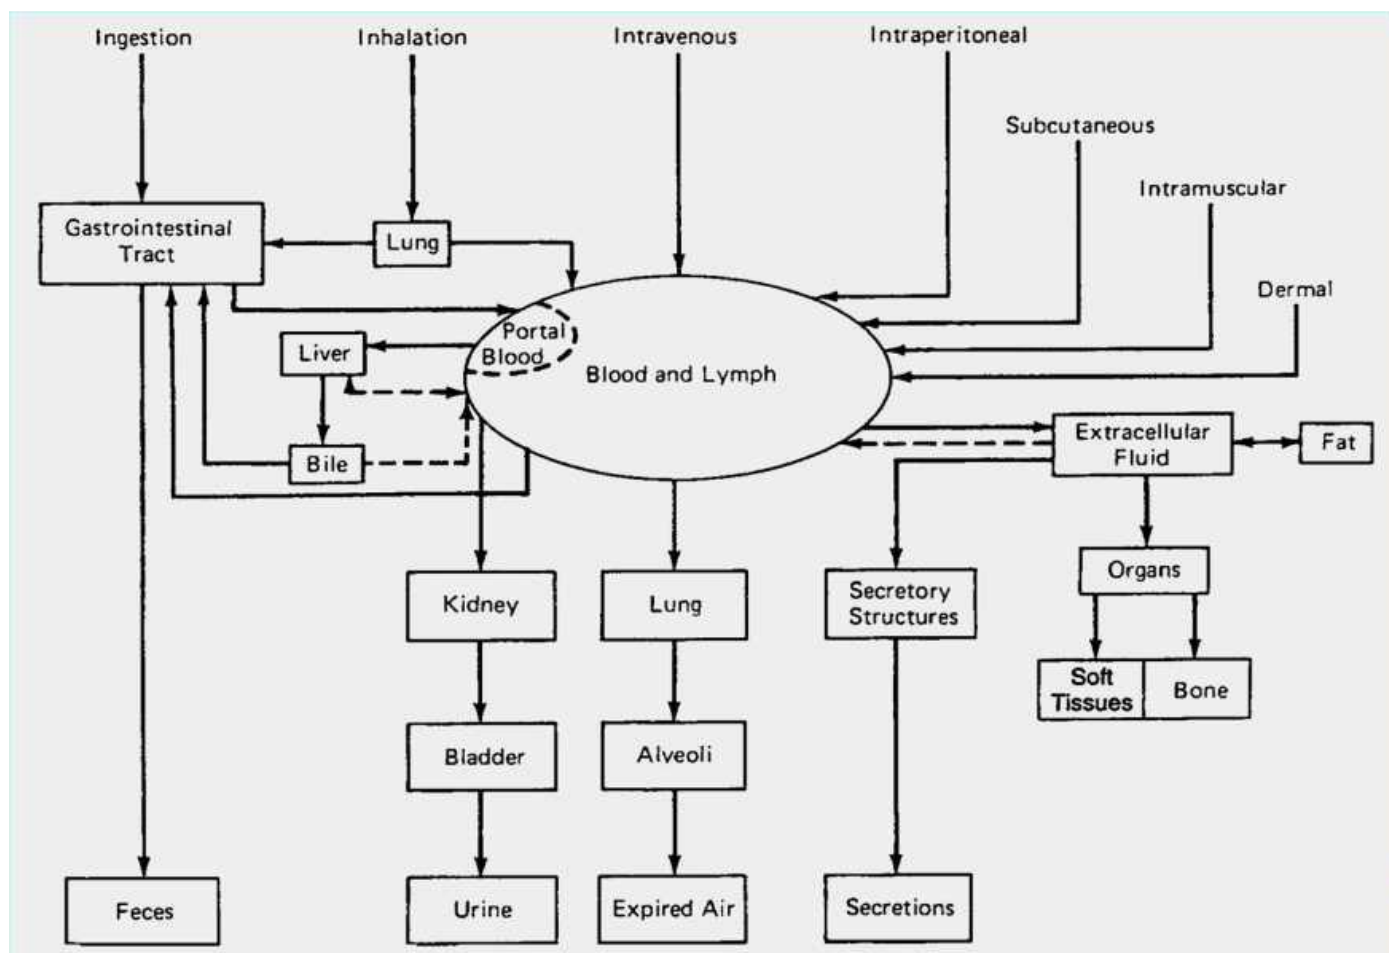 Ingestion
Inhalation
Intravenous
Intraperitoneal
Subcutaneous
Intramuscular
Dermal
Gastrointestinal
Tract
Lung
Portal
Blood
Liver
Blood and Lymph
Bile
Extracellular
Fluid
Fat
Kidney
Lung
Secretory
Structures
Organs
Soft
Tissues
Bone
Bladder
Alveoli
Feces
Urine
Expired Air
Secretions